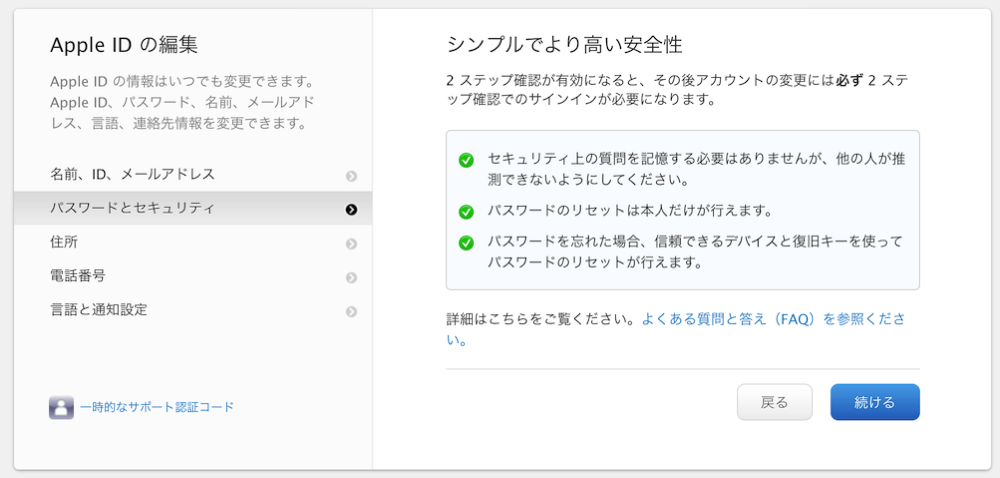 Apple ID の編集
Apple ID の情報はいつでも変更できます。
Apple ID、パスワード、名前、メールアド
レス、言語、連絡先情報を変更できます。
名前、ID、メールアドレス
パスワードとセキュリティ
住所
電話番号
言語と通知設定
一時的なサポート認証コード
シンプルでより高い安全性
2 ステップ確認が有効になると、その後アカウントの変更には必ず 2 ステ
ップ確認でのサインインが必要になります。
セキュリティ上の質問を記憶する必要はありませんが、他の人が推
測できないようにしてください。
パスワードのリセットは本人だけが行えます。
パスワードを忘れた場合、信頼できるデバイスと復旧キーを使って
パスワードのリセットが行えます。
詳細はこちらをご覧ください。よくある質問と答え（FAQ）を参照くださ
い。
戻る
続ける